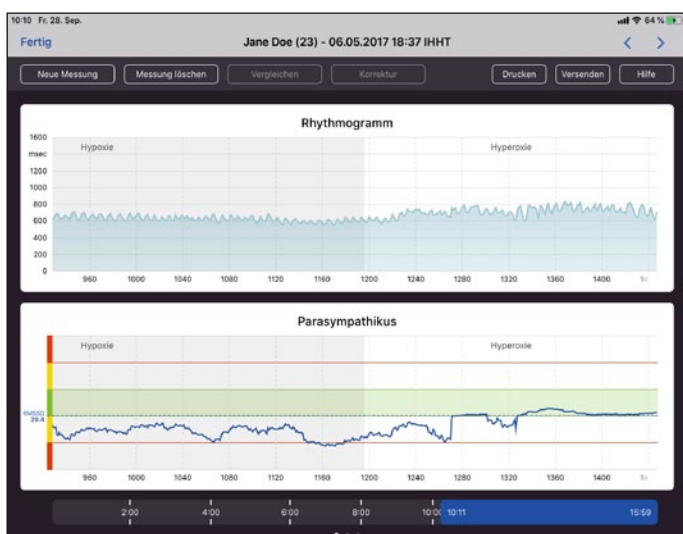 10:10 Fr. 28. Sep.
64 %
Fertig
Jane Doe (23) - 06.05.2017 18:37 IHHT
Neue Messung
Messung löschen
Vergleichen
Korrektur
Drucken
Versenden
Hilfe
Rhythmogramm
1600
msec
1200
1000
800
600
400
200
0
Hypoxie
Hyperoxie
960 1000 1040 1080 1120 1160 1200 1240 1280 1320 1360 1400
Parasympathikus
Hypoxie
Hyperoxie
RMSSD
29.4
960 1000 1040 1080 1120 1160 1200 1240 1280 1320 1360 1400
2:00 4:00 6:00 8:00 10:00 10:11 15:59